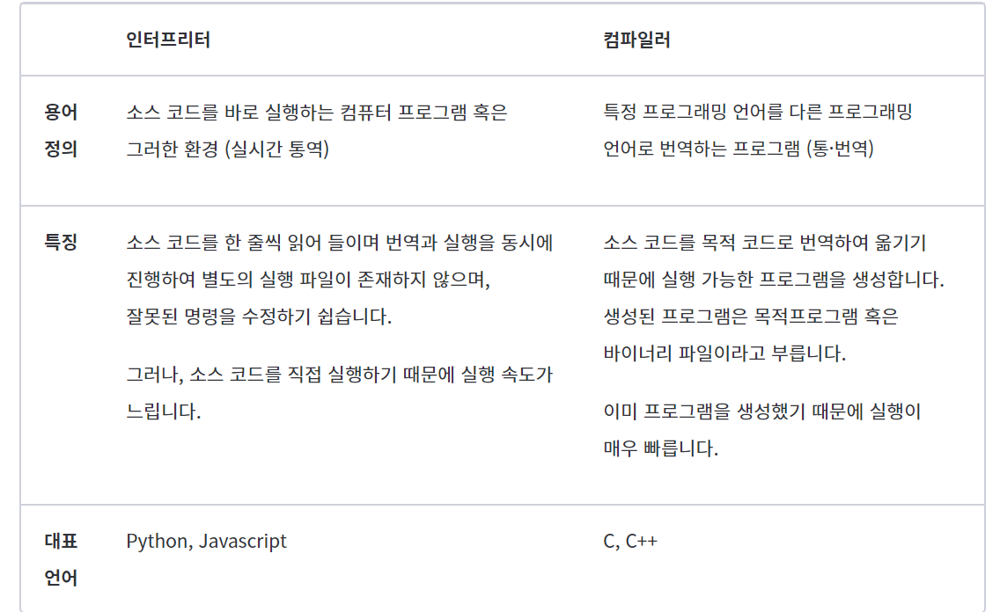 인터프리터
컴파일러
용어
정의
소스 코드를 바로 실행하는 컴퓨터 프로그램 혹은
그러한 환경 (실시간 통역)
특정 프로그래밍 언어를 다른 프로그래밍
언어로 번역하는 프로그램 (통·번역)
특징
소스 코드를 한 줄씩 읽어 들이며 번역과 실행을 동시에
진행하여 별도의 실행 파일이 존재하지 않으며,
잘못된 명령을 수정하기 쉽습니다.
그러나, 소스 코드를 직접 실행하기 때문에 실행 속도가
느립니다.
소스 코드를 목적 코드로 번역하여 옮기기
때문에 실행 가능한 프로그램을 생성합니다.
생성된 프로그램은 목적프로그램 혹은
바이너리 파일이라고 부릅니다.
이미 프로그램을 생성했기 때문에 실행이
매우 빠릅니다.
대표
언어
Python, Javascript
C, C++